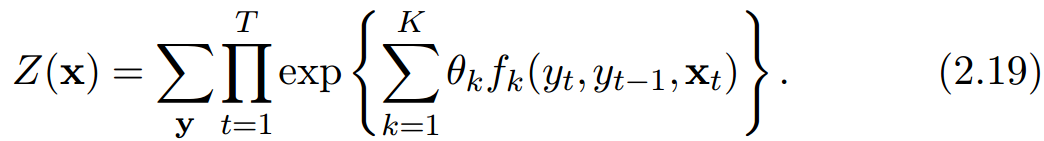 Z(𝐱) = ∑_𝐲 ∏_{t=1}^{T} exp { ∑_{k=1}^{K} θ_k f_k(y_t, y_{t−1}, 𝐱_t) } . (2.19)